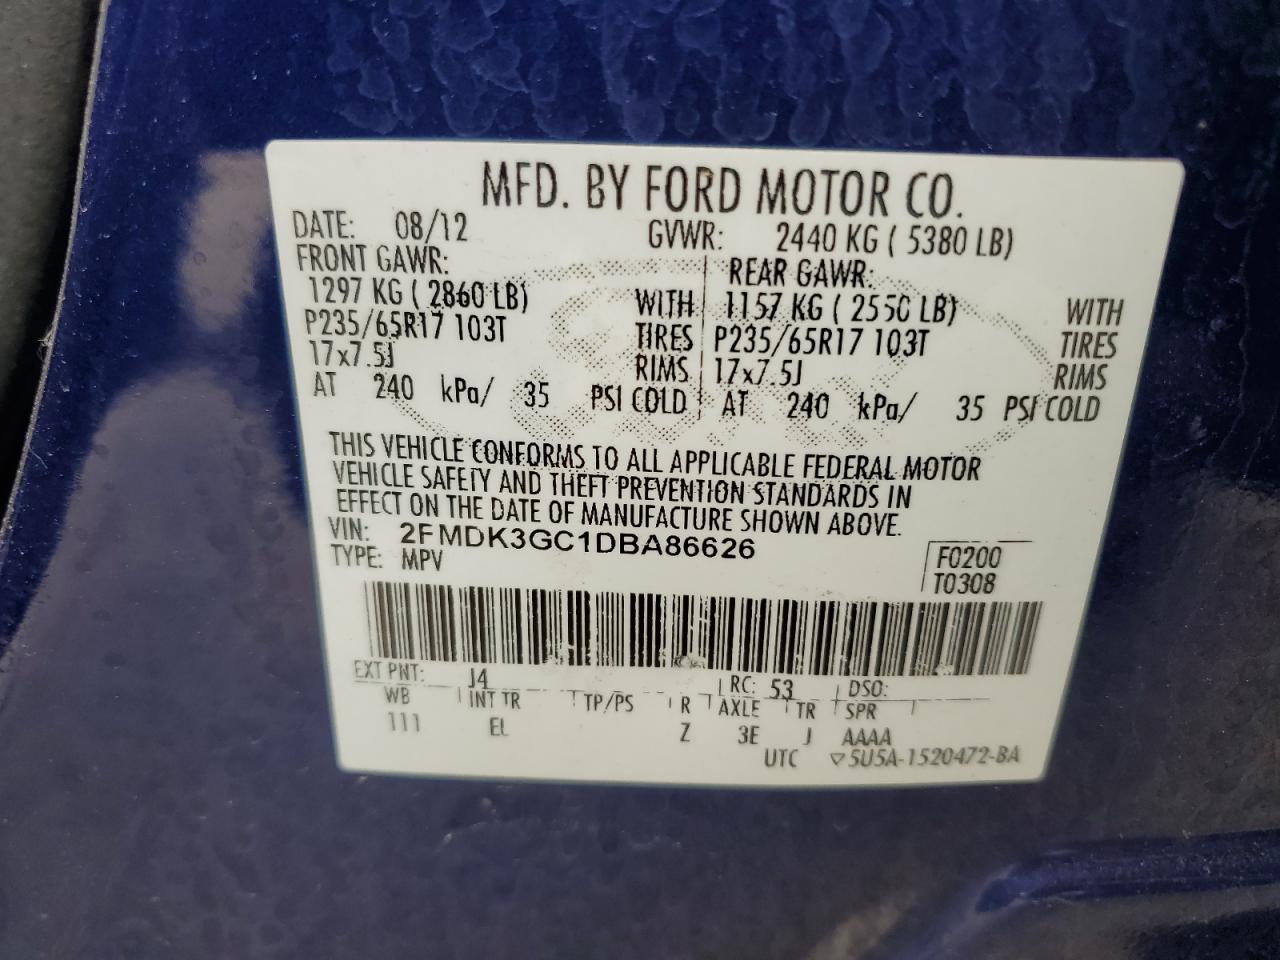 MFD. BY FORD MOTOR CO.
DATE: 08/12 GVWR: 2440 KG ( 5380 LB)
FRONT GAWR: REAR GAWR:
1297 KG ( 2860 LB) WITH 1157 KG ( 2550 LB) WITH
P235/65R17 103T TIRES P235/65R17 103T TIRES
17x7.5J RIMS 17x7.5J RIMS
AT 240 kPa/ 35 PSI COLD AT 240 kPa/ 35 PSI COLD
THIS VEHICLE CONFORMS TO ALL APPLICABLE FEDERAL MOTOR
VEHICLE SAFETY AND THEFT PREVENTION STANDARDS IN
EFFECT ON THE DATE OF MANUFACTURE SHOWN ABOVE.
VIN: 2FMDK3GC1DBA86626
TYPE: MPV
F0200
T0308
EXT PNT: J4 RC: 53 DSO:
WB INT TR TP/PS R AXLE TR SPR
111 EL Z 3E J AAAA
UTC ▽5U5A-1520472-BA